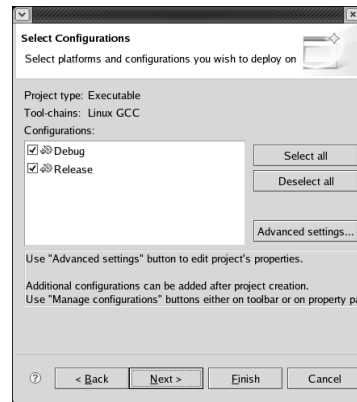 Select Configurations
Select platforms and configurations you wish to deploy on
Project type: Executable
Tool-chains: Linux GCC
Configurations:
Debug
Release
Select all
Deselect all
Advanced settings...
Use "Advanced settings" button to edit project's properties.
Additional configurations can be added after project creation.
Use "Manage configurations" buttons either on toolbar or on property pa
?
< Back
Next >
Finish
Cancel